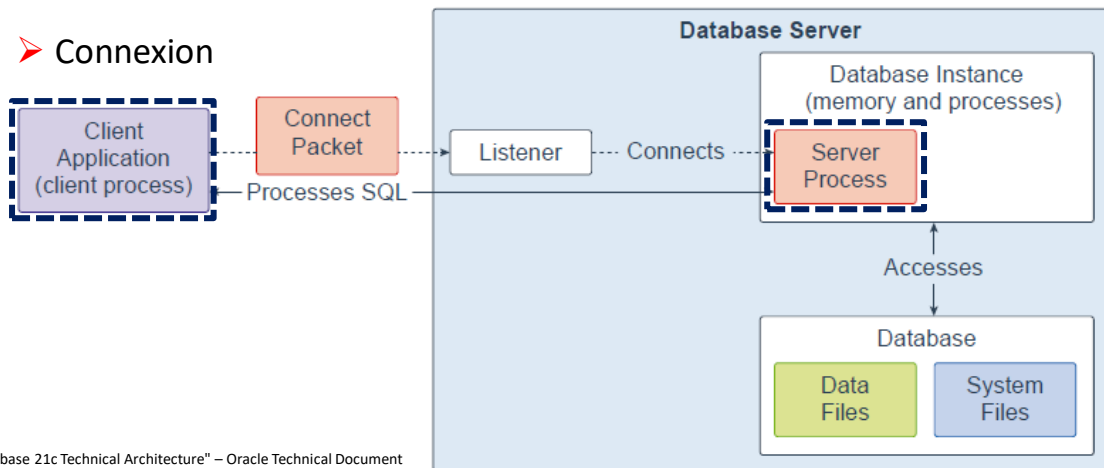 Connexion
Database Server
Client
Application
(client process)
Connect
Packet
Listener
Connects
Processes SQL
Database Instance
(memory and processes)
Server
Process
Accesses
Database
Data
Files
System
Files
base 21c Technical Architecture" – Oracle Technical Document